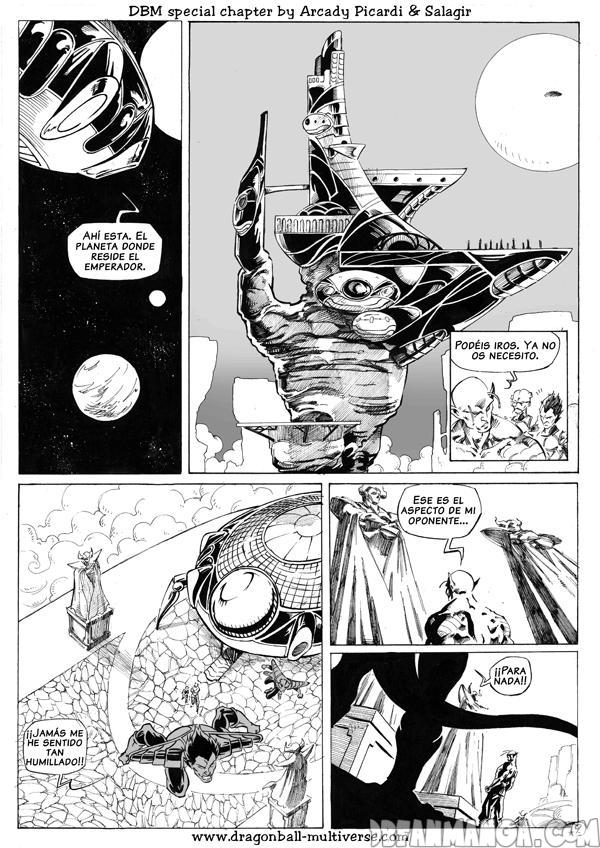 DBM special chapter by Arcady Picardi & Salagir
AHÍ ESTA. EL
PLANETA DONDE
RESIDE EL
EMPERADOR.
PODÉIS IROS. YA NO
OS NECESITO.
¡¡JAMÁS ME
HE SENTIDO
TAN
HUMILLADO!!
ESE ES EL
ASPECTO DE MI
OPONENTE...
¡¡PARA
NADA!!
www.dragonball-multiverse.com